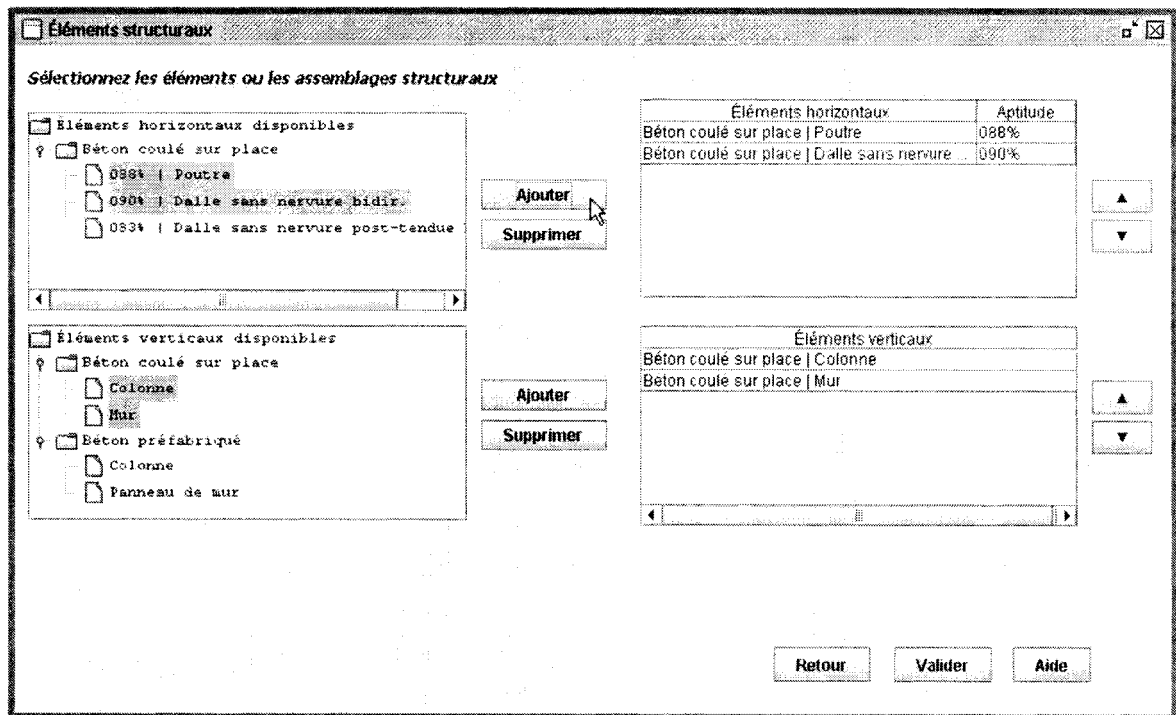 Éléments structuraux
Sélectionnez les éléments ou les assemblages structuraux
Éléments horizontaux disponibles
Béton coulé sur place
088% | Poutre
090% | Dalle sans nervure bidir.
083% | Dalle sans nervure post-tendue
Ajouter
Supprimer
Éléments horizontaux Aptitude
Béton coulé sur place | Poutre 088%
Béton coulé sur place | Dalle sans nervure ... 090%
Éléments verticaux disponibles
Béton coulé sur place
Colonne
Mur
Béton préfabriqué
Colonne
Panneau de mur
Ajouter
Supprimer
Éléments verticaux
Béton coulé sur place | Colonne
Béton coulé sur place | Mur
Retour Valider Aide